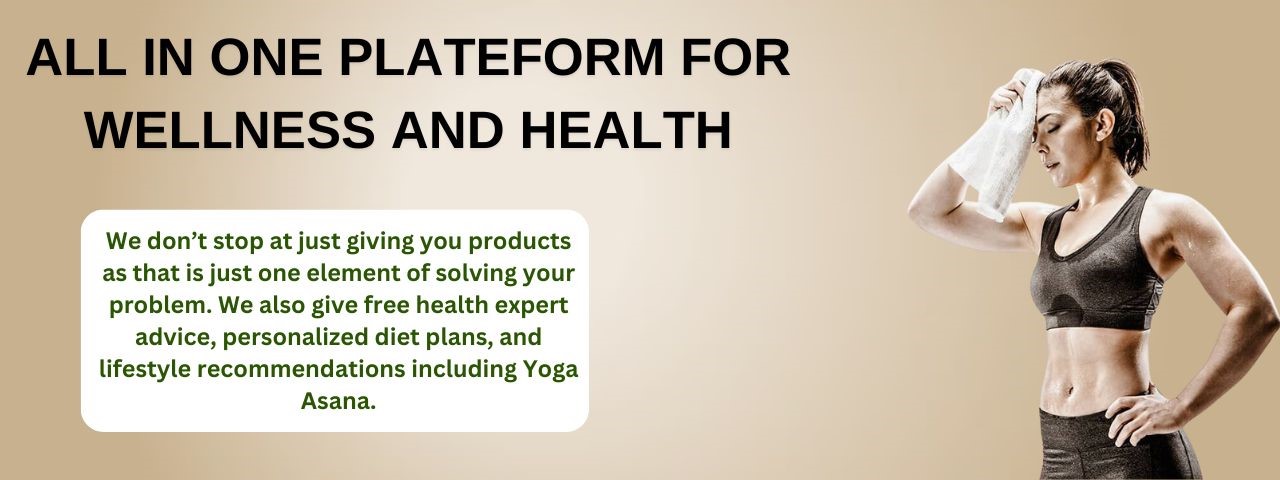 ALL IN ONE PLATEFORM FOR
WELLNESS AND HEALTH
We don’t stop at just giving you products
as that is just one element of solving your
problem. We also give free health expert
advice, personalized diet plans, and
lifestyle recommendations including Yoga
Asana.